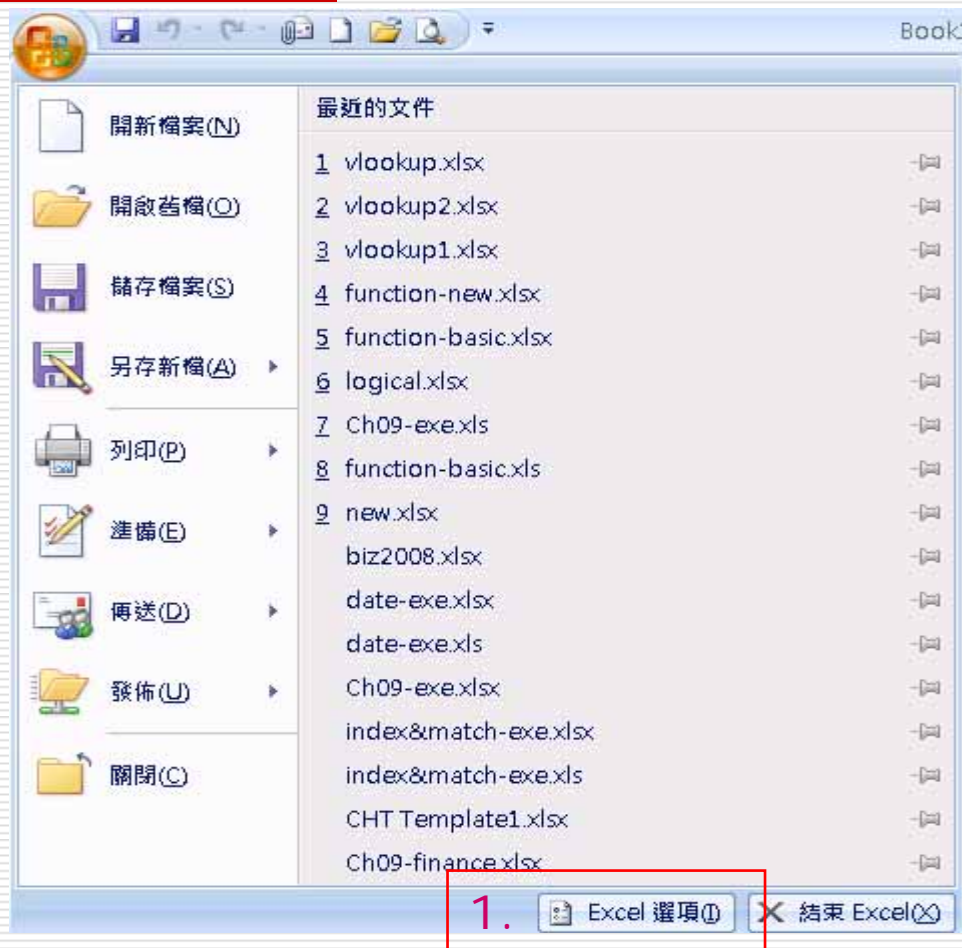 Book
開新檔案(N)
開啟舊檔(O)
儲存檔案(S)
另存新檔(A)
列印(P)
準備(E)
傳送(D)
發佈(U)
關閉(C)
最近的文件
1 vlookup.xlsx
2 vlookup2.xlsx
3 vlookup1.xlsx
4 function-new.xlsx
5 function-basic.xlsx
6 logical.xlsx
7 Ch09-exe.xls
8 function-basic.xls
9 new.xlsx
biz2008.xlsx
date-exe.xlsx
date-exe.xls
Ch09-exe.xlsx
index&match-exe.xlsx
index&match-exe.xls
CHT Template1.xlsx
Ch09-finance.xlsx
1.
Excel 選項(I)
結束 Excel(X)